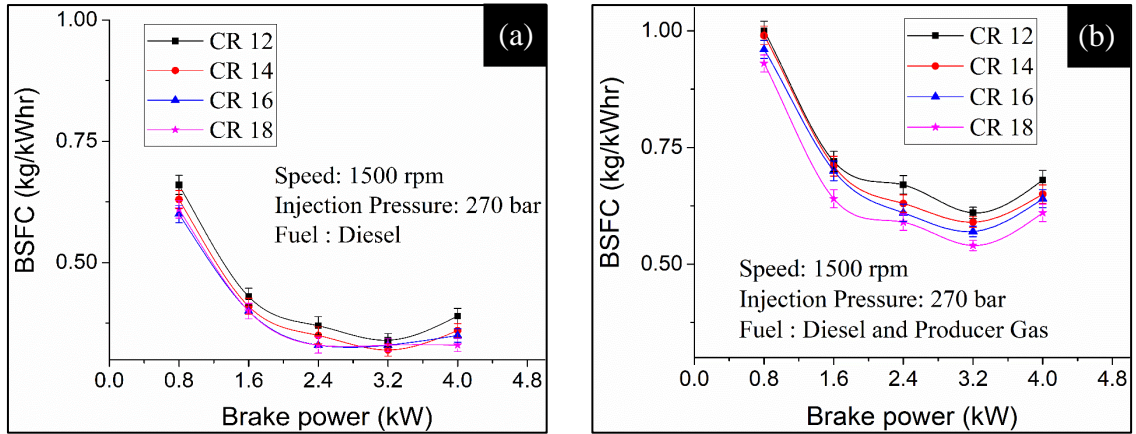 (a)
CR 12
CR 14
CR 16
CR 18
Speed: 1500 rpm
Injection Pressure: 270 bar
Fuel : Diesel
BSFC (kg/kWhr)
1.00
0.75
0.50
0.0 0.8 1.6 2.4 3.2 4.0 4.8
Brake power (kW)
(b)
CR 12
CR 14
CR 16
CR 18
Speed: 1500 rpm
Injection Pressure: 270 bar
Fuel : Diesel and Producer Gas
BSFC (kg/kWhr)
1.00
0.75
0.50
0.0 0.8 1.6 2.4 3.2 4.0 4.8
Brake power (kW)